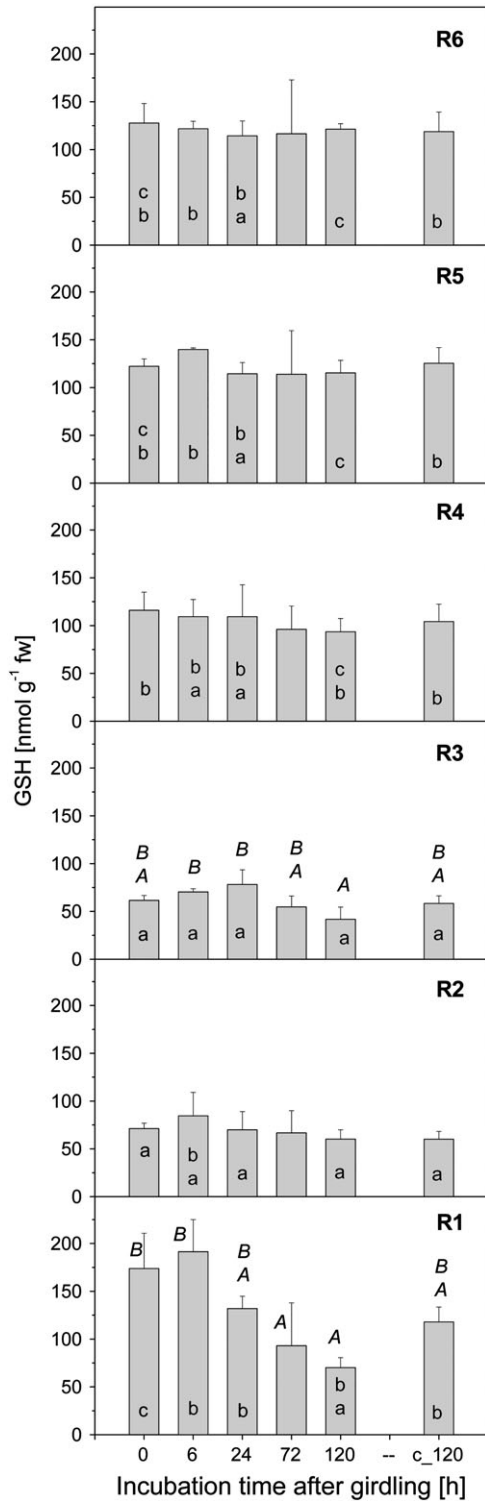 R6
200
150
100
50
0
c b b c b
b a
R5
200
150
100
50
0
c b b c b
b a
R4
200
150
100
50
0
b b b c b
a a b
GSH [nmol g⁻¹ fw]
R3
200
150
100
50
0
B B B B A B
A A A
a a a a a
R2
200
150
100
50
0
a b a a a
a
R1
200
150
100
50
0
B B B A A B
A A
c b b b b
a
0 6 24 72 120 -- c_120
Incubation time after girdling [h]